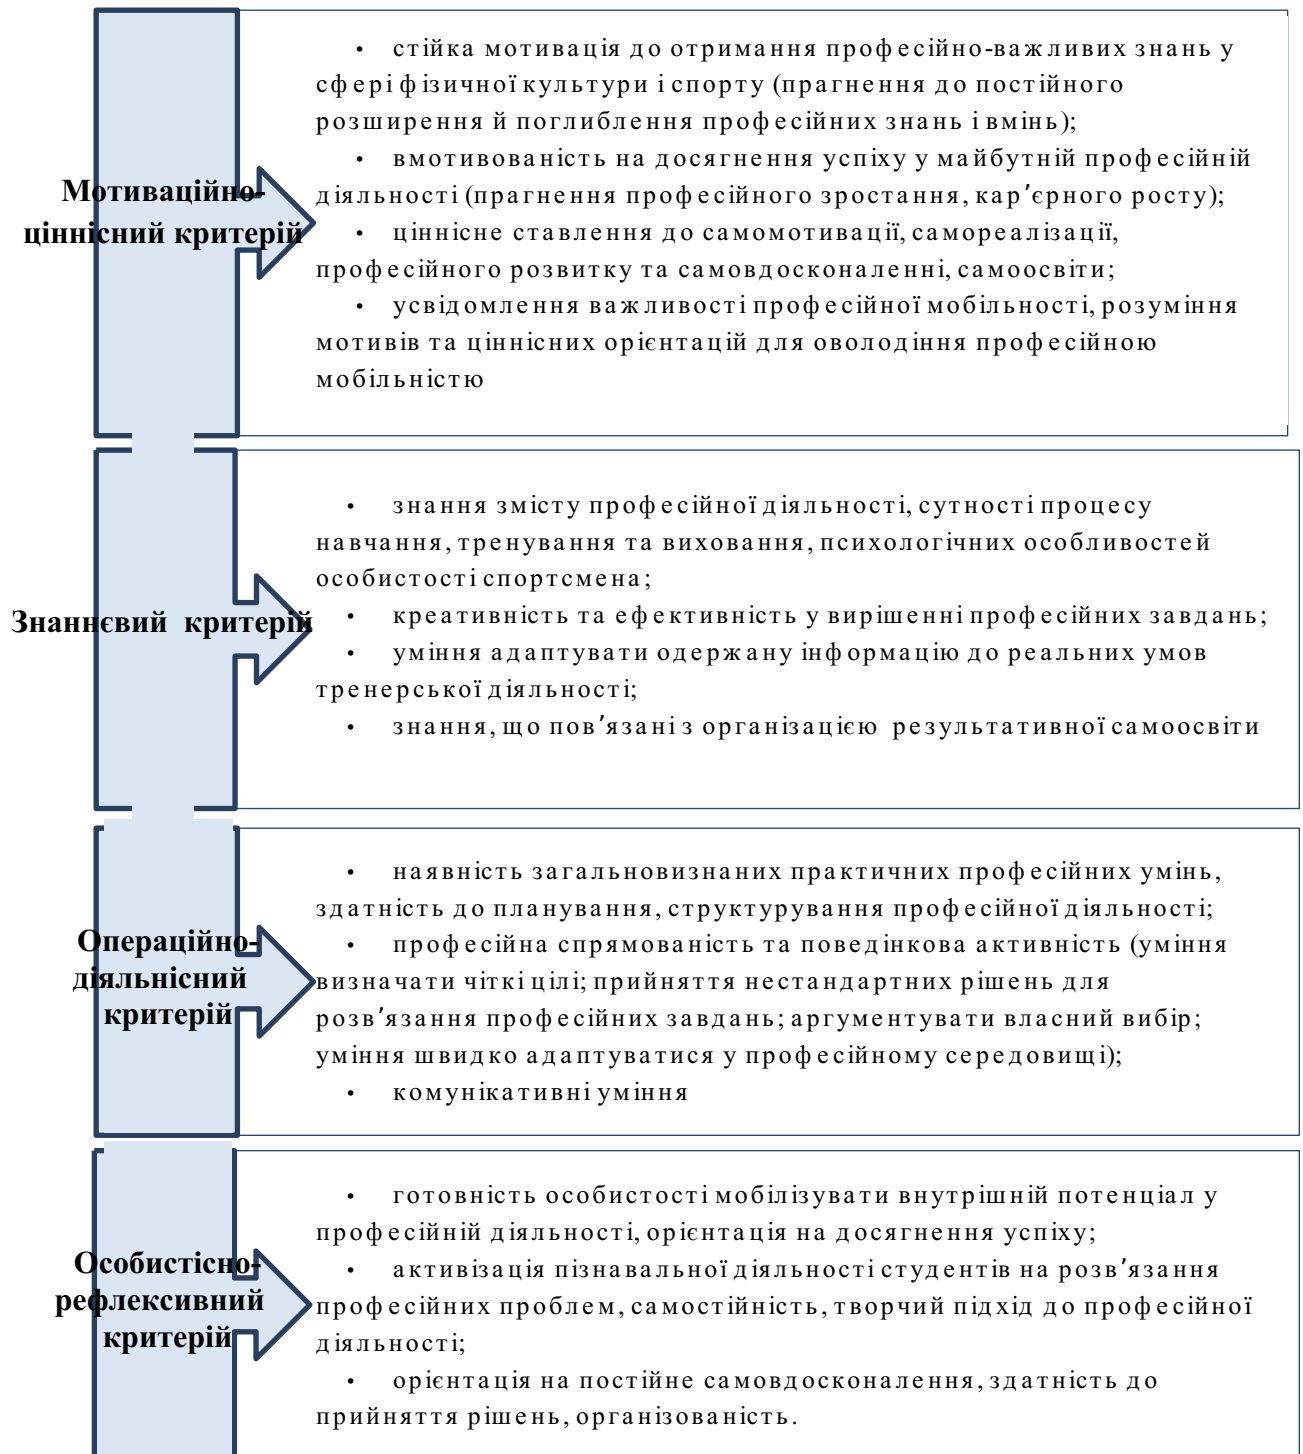 Мотиваційно-
ціннісний критерій
• стійка мотивація до отримання професійно-важливих знань у
сфері фізичної культури і спорту (прагнення до постійного
розширення й поглиблення професійних знань і вмінь);
• вмотивованість на досягнення успіху у майбутній професійній
діяльності (прагнення професійного зростання, кар’єрного росту);
• ціннісне ставлення до самомотивації, самореалізації,
професійного розвитку та самовдосконаленні, самоосвіти;
• усвідомлення важливості професійної мобільності, розуміння
мотивів та ціннісних орієнтацій для оволодіння професійною
мобільністю
Знаннєвий критерій
• знання змісту професійної діяльності, сутності процесу
навчання, тренування та виховання, психологічних особливостей
особистості спортсмена;
• креативність та ефективність у вирішенні професійних завдань;
• уміння адаптувати одержану інформацію до реальних умов
тренерської діяльності;
• знання, що пов’язані з організацією результативної самоосвіти
Операційно-
діяльнісний
критерій
• наявність загальновизнаних практичних професійних умінь,
здатність до планування, структурування професійної діяльності;
• професійна спрямованість та поведінкова активність (уміння
визначати чіткі цілі; прийняття нестандартних рішень для
розв’язання професійних завдань; аргументувати власний вибір;
уміння швидко адаптуватися у професійному середовищі);
• комунікативні уміння
Особистісно-
рефлексивний
критерій
• готовність особистості мобілізувати внутрішній потенціал у
професійній діяльності, орієнтація на досягнення успіху;
• активізація пізнавальної діяльності студентів на розв’язання
професійних проблем, самостійність, творчий підхід до професійної
діяльності;
• орієнтація на постійне самовдосконалення, здатність до
прийняття рішень, організованість.